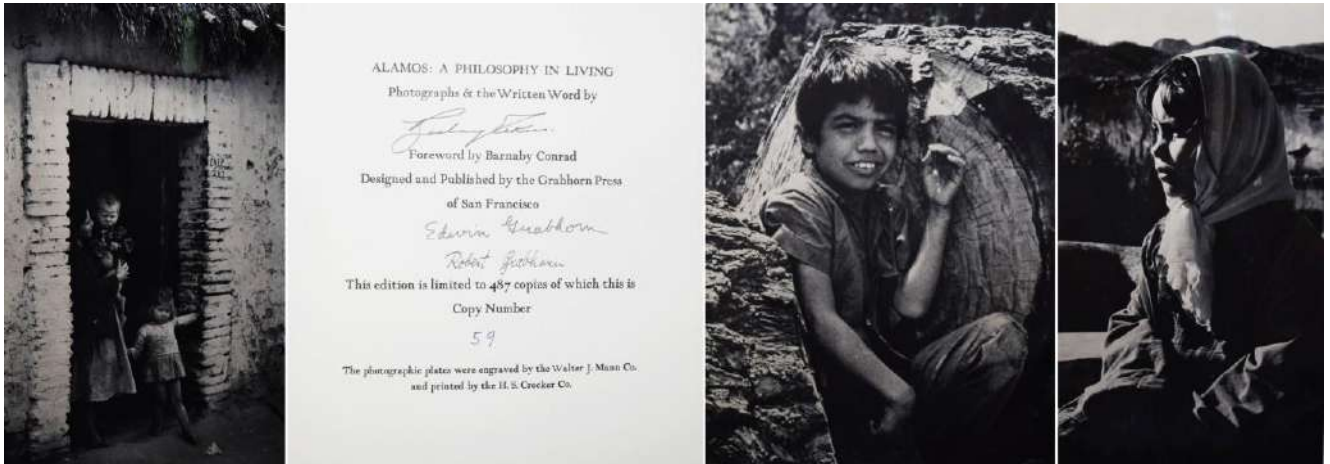 ALAMOS: A PHILOSOPHY IN LIVING
Photographs & the Written Word by
Foreword by Barnaby Conrad
Designed and Published by the Grabhorn Press
of San Francisco
Edwin Grabhorn
Robert Grabhorn
This edition is limited to 487 copies of which this is
Copy Number
59
The photographic plates were engraved by the Walter J. Mann Co.
and printed by the H. S. Crocker Co.